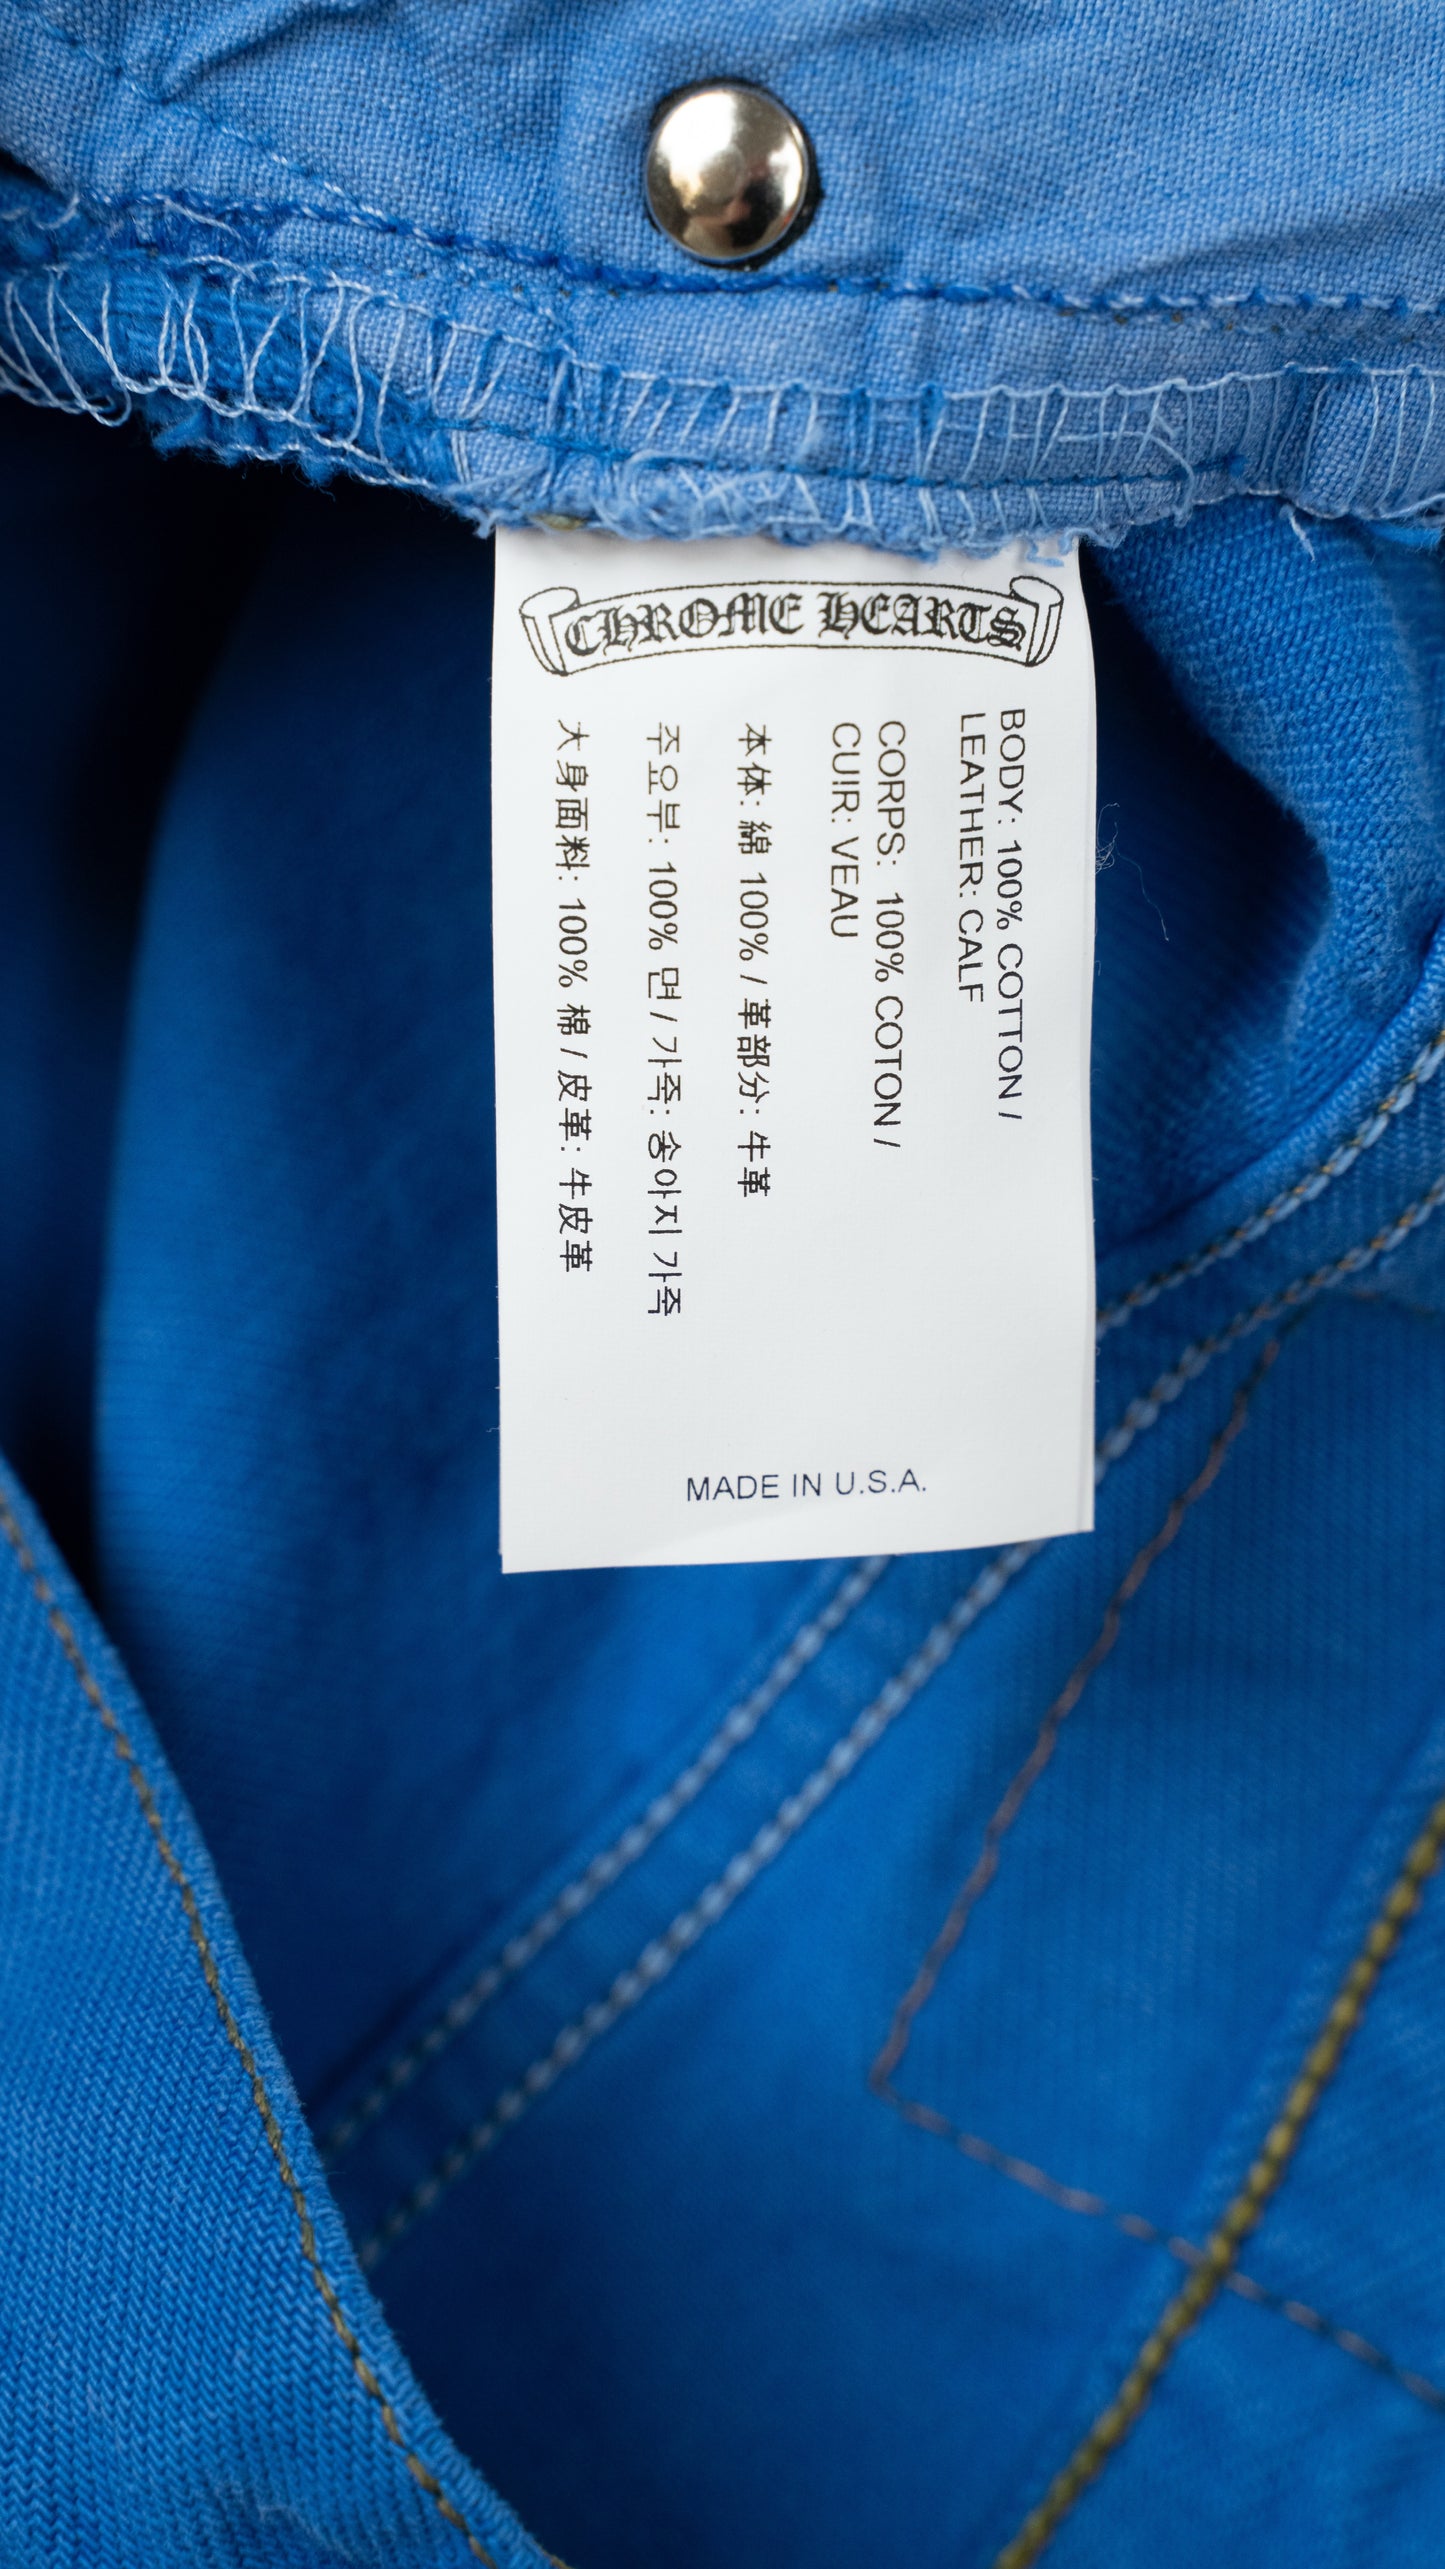 CHROME HEARTS
BODY: 100% COTTON /
LEATHER: CALF
CORPS: 100% COTON /
CUIR: VEAU
本体: 綿 100% / 革部分: 牛革
주요부: 100% 면 / 가죽: 송아지 가죽
大身面料: 100% 棉 / 皮革: 牛皮革
MADE IN U.S.A.